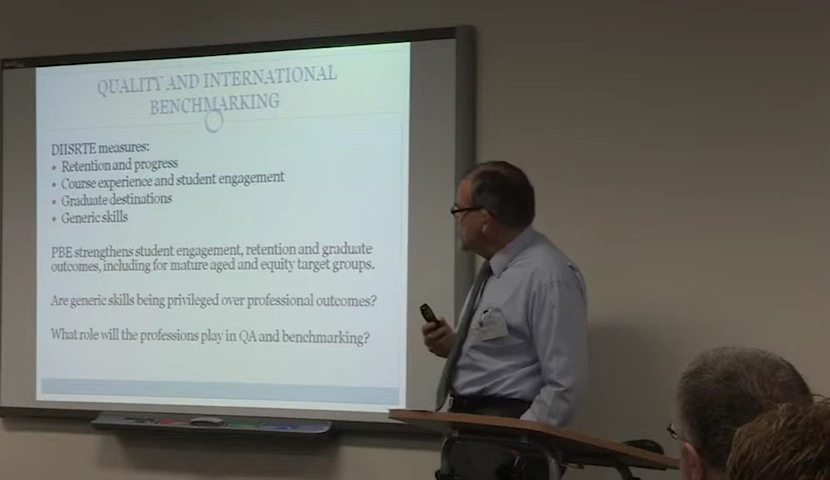 QUALITY AND INTERNATIONAL
BENCHMARKING
DIISRTE measures:
• Retention and progress
• Course experience and student engagement
• Graduate destinations
• Generic skills
PBE strengthens student engagement, retention and graduate
outcomes, including for mature aged and equity target groups.
Are generic skills being privileged over professional outcomes?
What role will the professions play in QA and benchmarking?